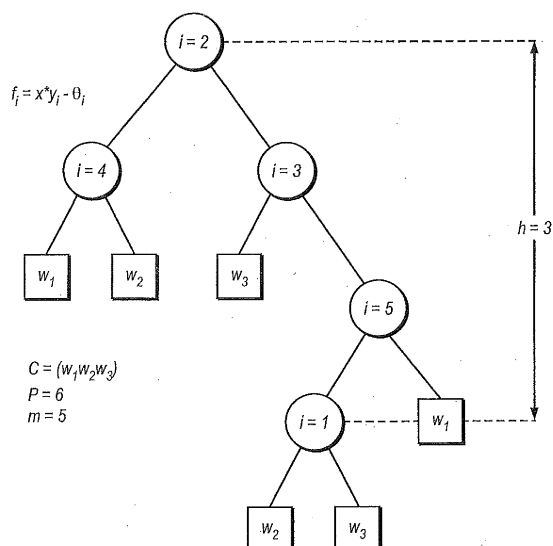 i = 2
f_i = x*y_i - θ_i
i = 4
i = 3
h = 3
w_1
w_2
w_3
i = 5
C = (w_1w_2w_3)
P = 6
m = 5
i = 1
w_1
w_2
w_3